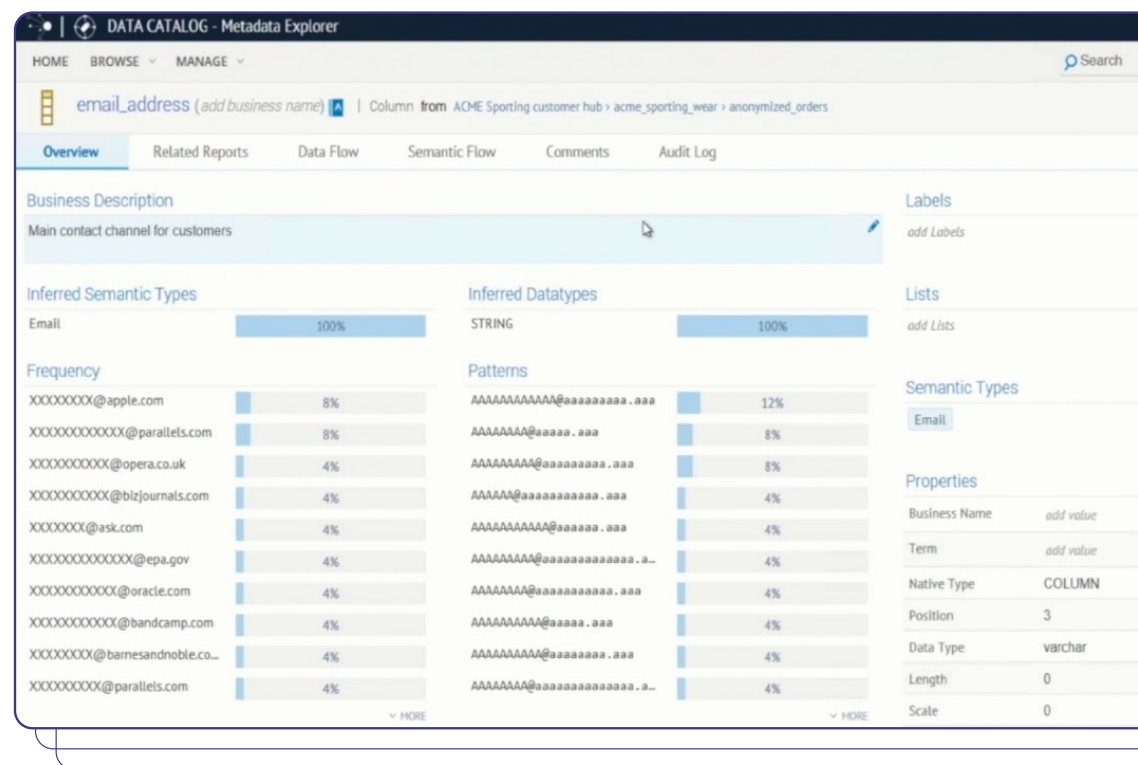 DATA CATALOG - Metadata Explorer
HOME BROWSE MANAGE Search
email_address (add business name) A | Column from ACME Sporting customer hub › acme_sporting_wear › anonymized_orders
Overview Related Reports Data Flow Semantic Flow Comments Audit Log
Business Description
Main contact channel for customers
Inferred Semantic Types
Email 100%
Inferred Datatypes
STRING 100%
Frequency
XXXXXXXX@apple.com 8%
XXXXXXXXXXXX@parallels.com 8%
XXXXXXXXXX@opera.co.uk 4%
XXXXXXXXXX@bizjournals.com 4%
XXXXXXX@ask.com 4%
XXXXXXXXXXXXX@epa.gov 4%
XXXXXXXXXXX@oracle.com 4%
XXXXXXXXXXX@bandcamp.com 4%
XXXXXXXX@barnesandnoble.co... 4%
XXXXXXXXX@parallels.com 4%
MORE
Patterns
AAAAAAAAAAAA@aaaaaaaaa.aaa 12%
AAAAAAAA@aaaaa.aaa 8%
AAAAAAAAA@aaaaaaaaa.aaa 8%
AAAAAA@aaaaaaaaaaa.aaa 4%
AAAAAAAAAAA@aaaaaa.aaa 4%
AAAAAAAAA@aaaaaaaaaaaaaa.a... 4%
AAAAAAAAA@aaaaaaaaaaa.aaa 4%
AAAAAAAAAA@aaaaa.aaa 4%
AAAAAAAAAA@aaaaaaaa.aaa 4%
AAAAAAAA@aaaaaaaaaaaaaaa.a... 4%
MORE
Labels
add Labels
Lists
add Lists
Semantic Types
Email
Properties
Business Name add value
Term add value
Native Type COLUMN
Position 3
Data Type varchar
Length 0
Scale 0